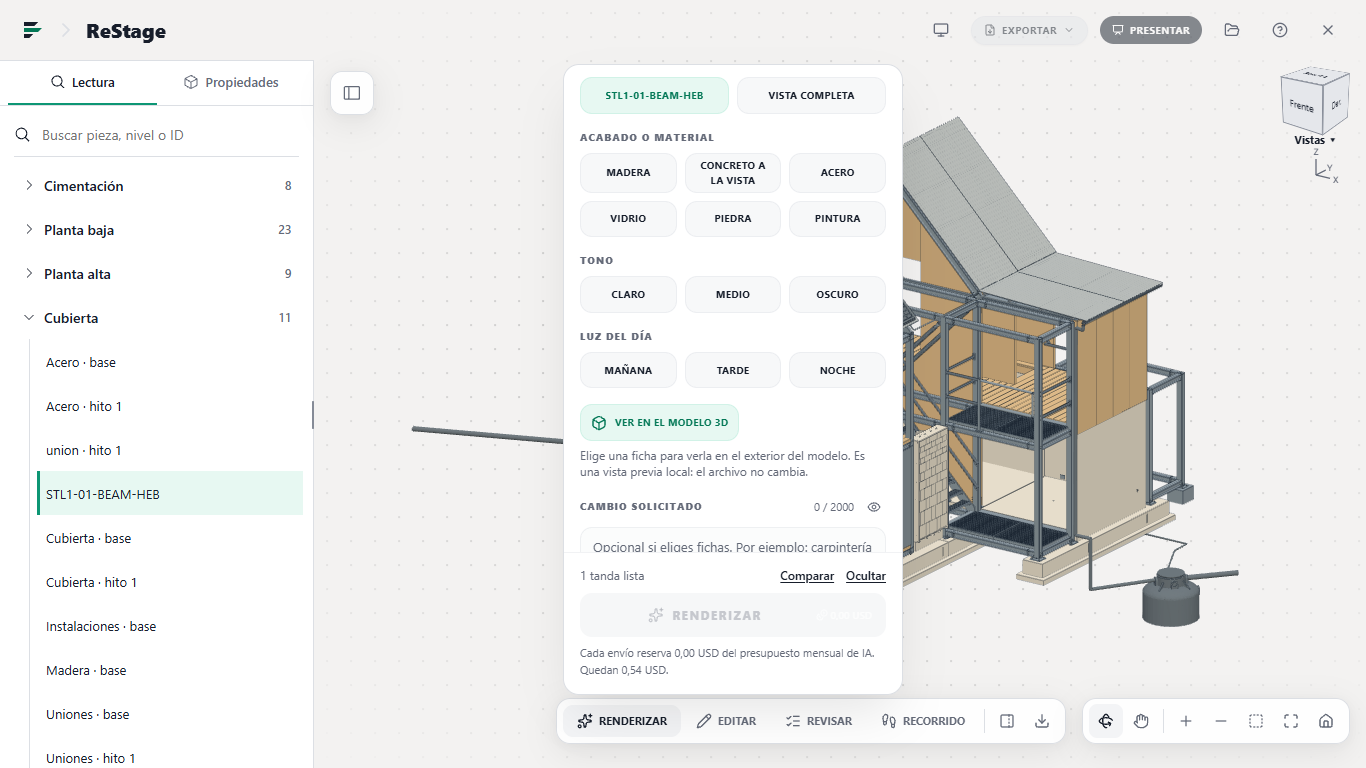 ReStage
EXPORTAR
PRESENTAR
Lectura
Propiedades
Buscar pieza, nivel o ID
Cimentación 8
Planta baja 23
Planta alta 9
Cubierta 11
Acero · base
Acero · hito 1
union · hito 1
STL1-01-BEAM-HEB
Cubierta · base
Cubierta · hito 1
Instalaciones · base
Madera · base
Uniones · base
Uniones · hito 1
STL1-01-BEAM-HEB
VISTA COMPLETA
ACABADO O MATERIAL
MADERA
CONCRETO A
LA VISTA
ACERO
VIDRIO
PIEDRA
PINTURA
TONO
CLARO
MEDIO
OSCURO
LUZ DEL DÍA
MAÑANA
TARDE
NOCHE
VER EN EL MODELO 3D
Elige una ficha para verla en el exterior del modelo. Es
una vista previa local: el archivo no cambia.
CAMBIO SOLICITADO 0 / 2000
Opcional si eliges fichas. Por ejemplo: carpintería
1 tanda lista
Comparar
Ocultar
RENDERIZAR
Cada envío reserva 0,00 USD del presupuesto mensual de IA.
Quedan 0,54 USD.
RENDERIZAR
EDITAR
REVISAR
RECORRIDO
Frente
Vistas
Z
Y
X